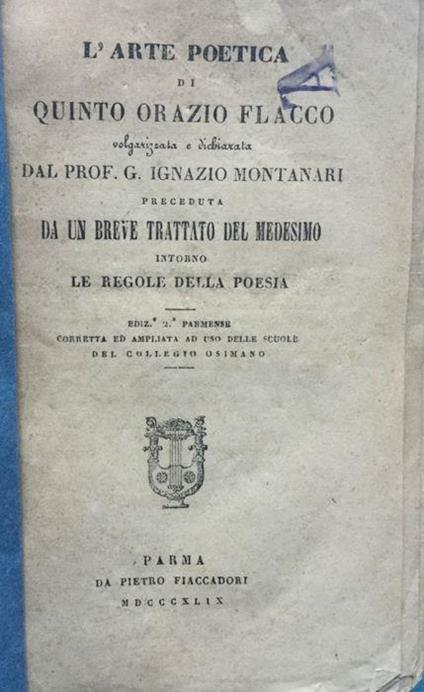 L'ARTE POETICA
DI
QUINTO ORAZIO FLACCO
volgarizzata e dichiarata
DAL PROF. G. IGNAZIO MONTANARI
PRECEDUTA
DA UN BREVE TRATTATO DEL MEDESIMO
INTORNO
LE REGOLE DELLA POESIA
EDIZ.e 2.a PARMENSE
CORRETTA ED AMPLIATA AD USO DELLE SCUOLE
DEL COLLEGIO OSIMANO
PARMA
DA PIETRO FIACCADORI
MDCCCXLIX